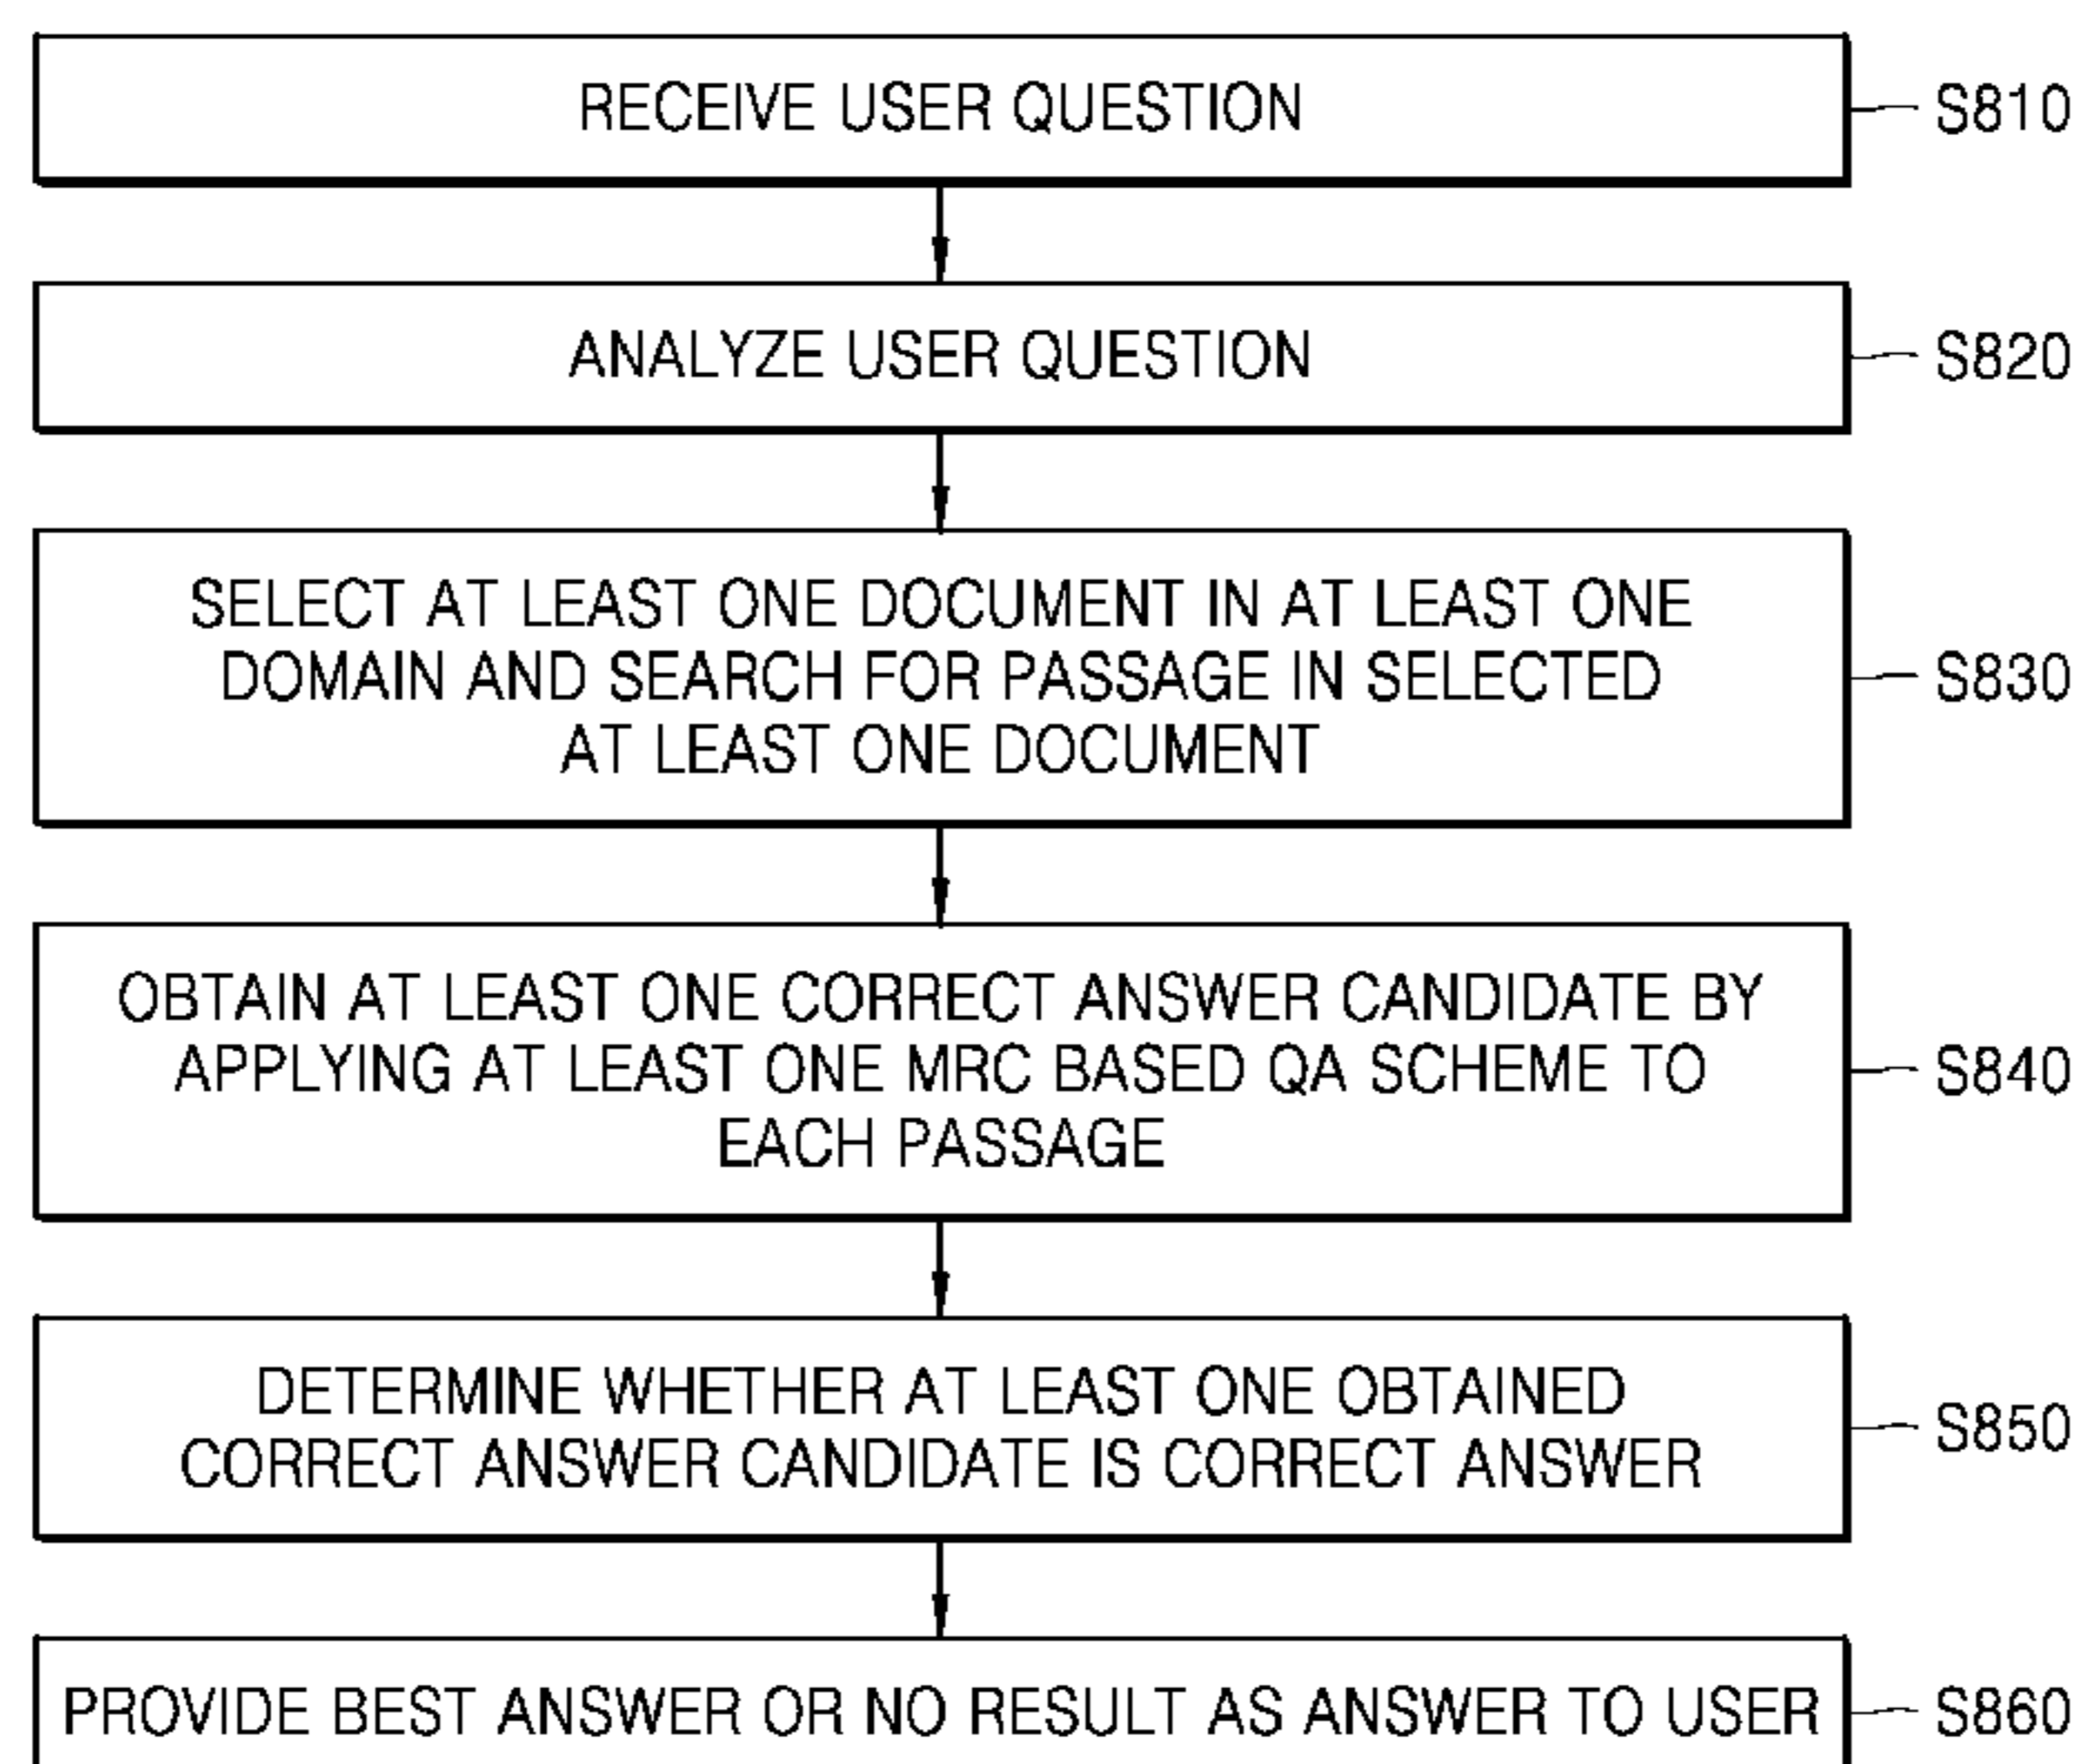 RECEIVE USER QUESTION
S810
ANALYZE USER QUESTION
S820
SELECT AT LEAST ONE DOCUMENT IN AT LEAST ONE
DOMAIN AND SEARCH FOR PASSAGE IN SELECTED
AT LEAST ONE DOCUMENT
S830
OBTAIN AT LEAST ONE CORRECT ANSWER CANDIDATE BY
APPLYING AT LEAST ONE MRC BASED QA SCHEME TO
EACH PASSAGE
S840
DETERMINE WHETHER AT LEAST ONE OBTAINED
CORRECT ANSWER CANDIDATE IS CORRECT ANSWER
S850
PROVIDE BEST ANSWER OR NO RESULT AS ANSWER TO USER
S860